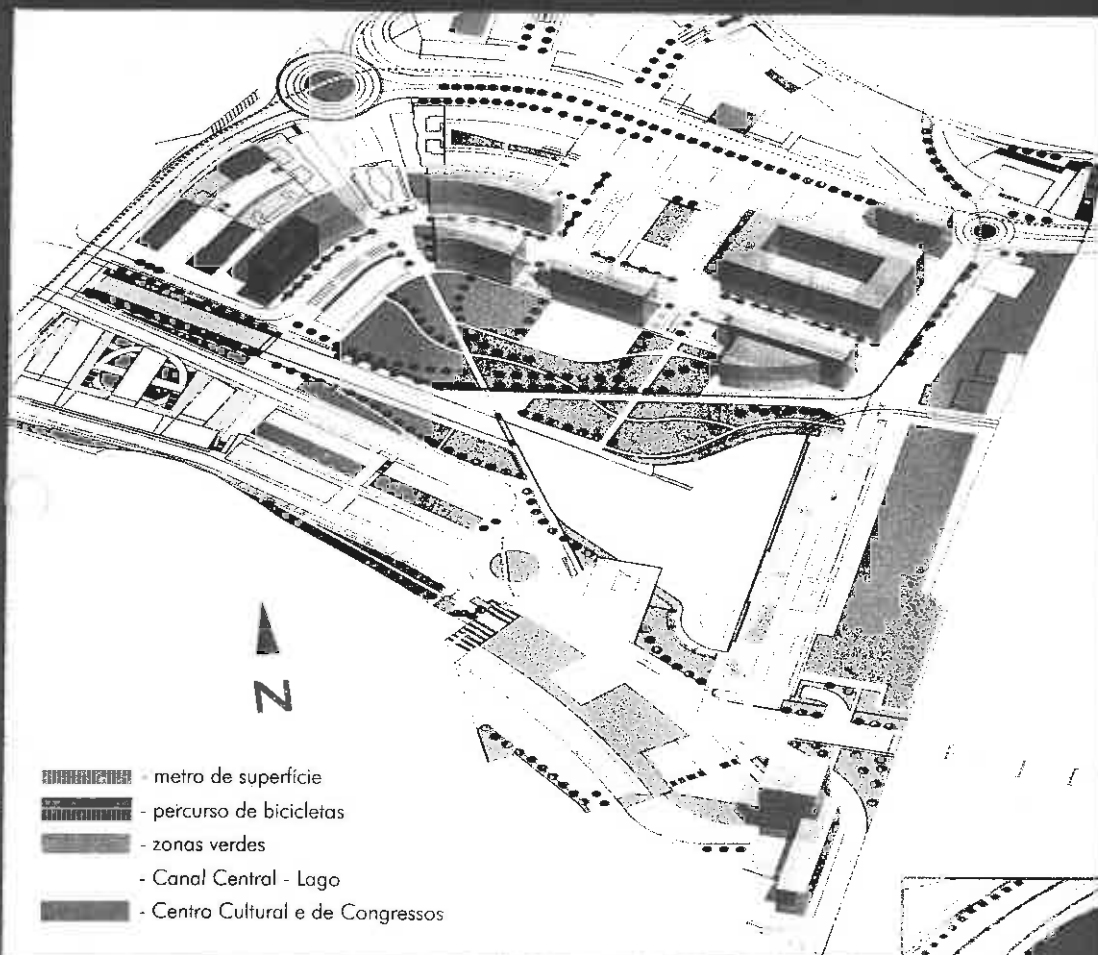 N
- metro de superfície
- percurso de bicicletas
- zonas verdes
- Canal Central - Lago
- Centro Cultural e de Congressos